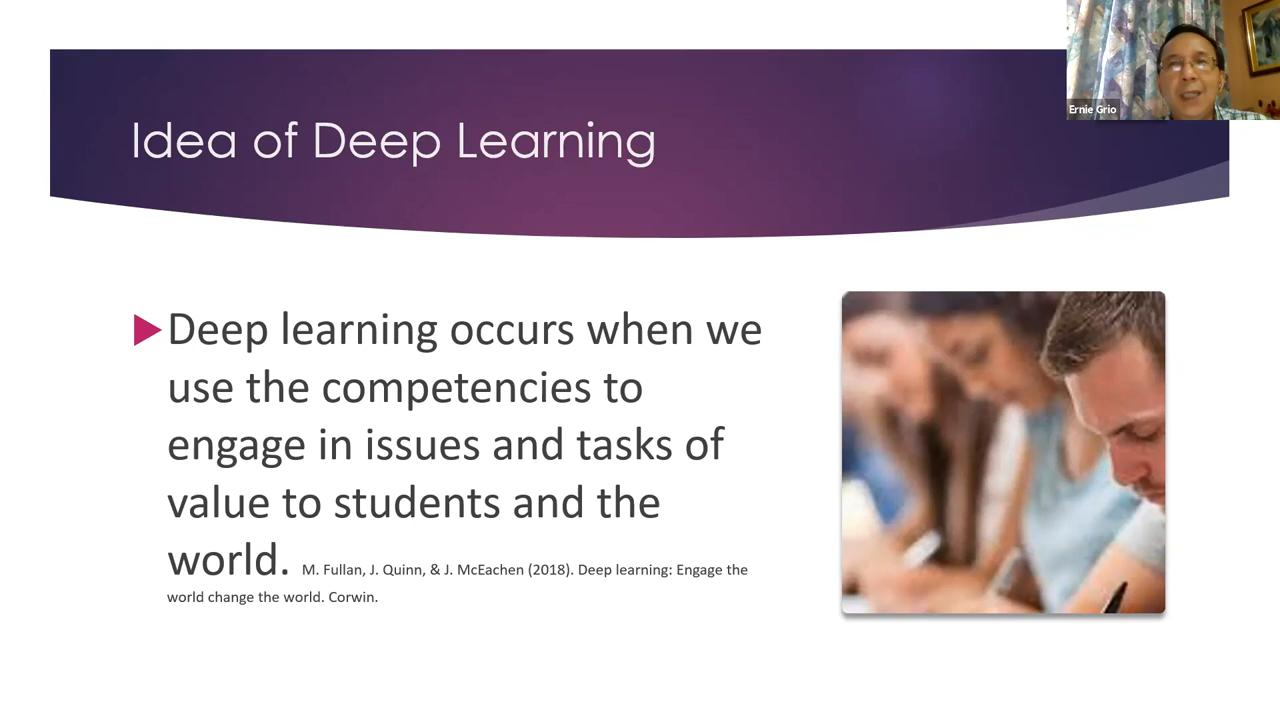 Ernie Grio
Idea of Deep Learning
Deep learning occurs when we
use the competencies to
engage in issues and tasks of
value to students and the
world. M. Fullan, J. Quinn, & J. McEachen (2018). Deep learning: Engage the
world change the world. Corwin.